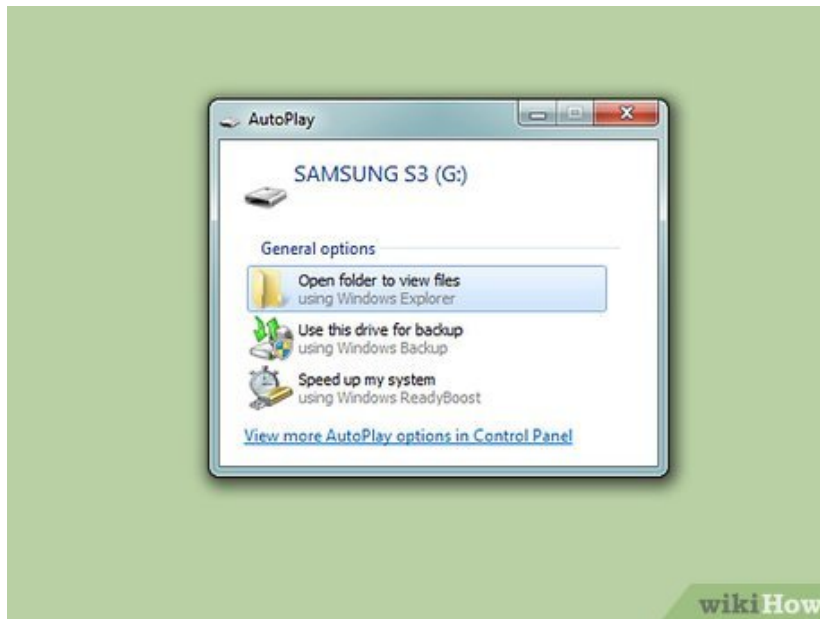 AutoPlay
SAMSUNG S3 (G:)
General options
Open folder to view files
using Windows Explorer
Use this drive for backup
using Windows Backup
Speed up my system
using Windows ReadyBoost
View more AutoPlay options in Control Panel
wikiHow